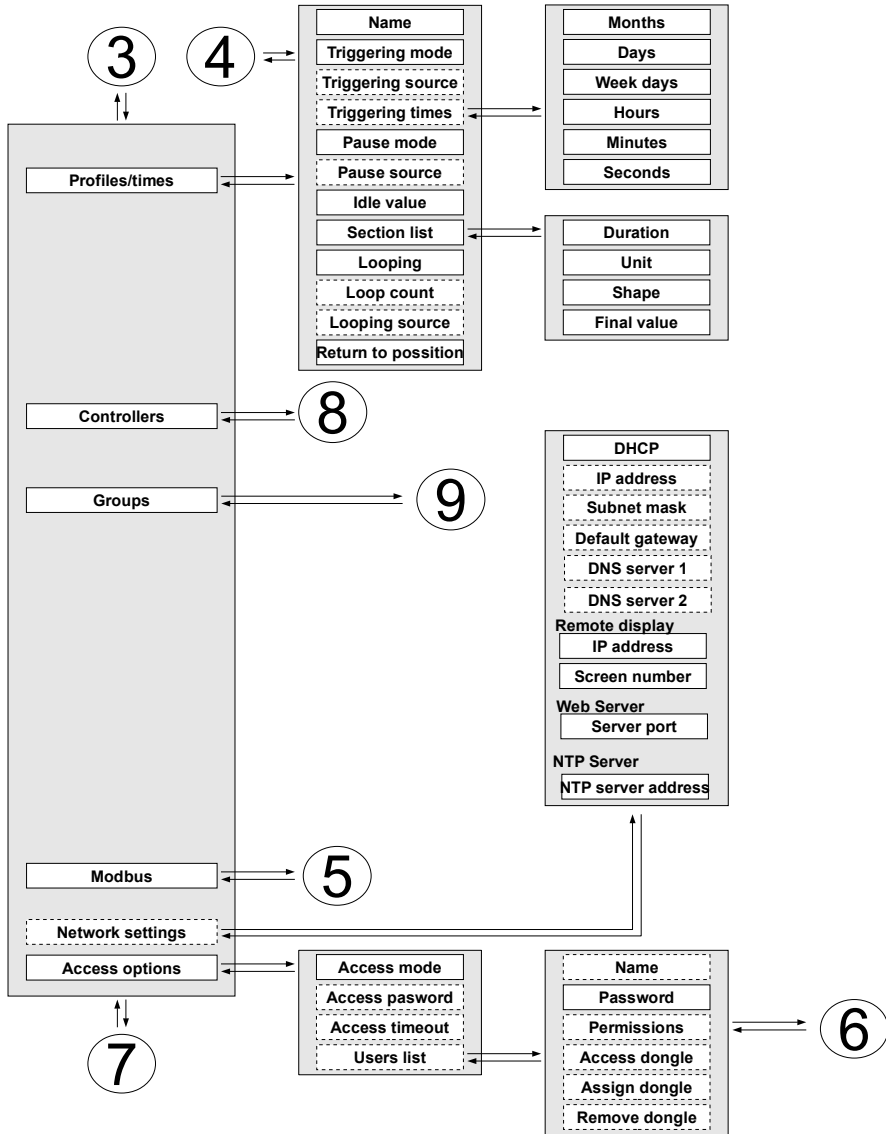 3
4
Profiles/times
Controllers
Groups
Modbus
Network settings
Access options
7
Name
Triggering mode
Triggering source
Triggering times
Pause mode
Pause source
Idle value
Section list
Looping
Loop count
Looping source
Return to possition
Months
Days
Week days
Hours
Minutes
Seconds
Duration
Unit
Shape
Final value
8
9
DHCP
IP address
Subnet mask
Default gateway
DNS server 1
DNS server 2
Remote display
IP address
Screen number
Web Server
Server port
NTP Server
NTP server address
5
Access mode
Access pasword
Access timeout
Users list
Name
Password
Permissions
Access dongle
Assign dongle
Remove dongle
6